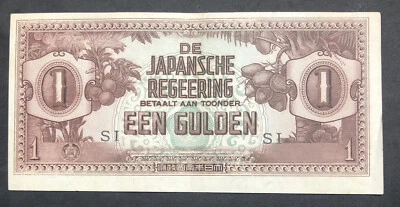 DE
JAPANSCHE
REGEERING
BETAALT AAN TOONDER
EEN GULDEN
1 1
SI SI
1 1